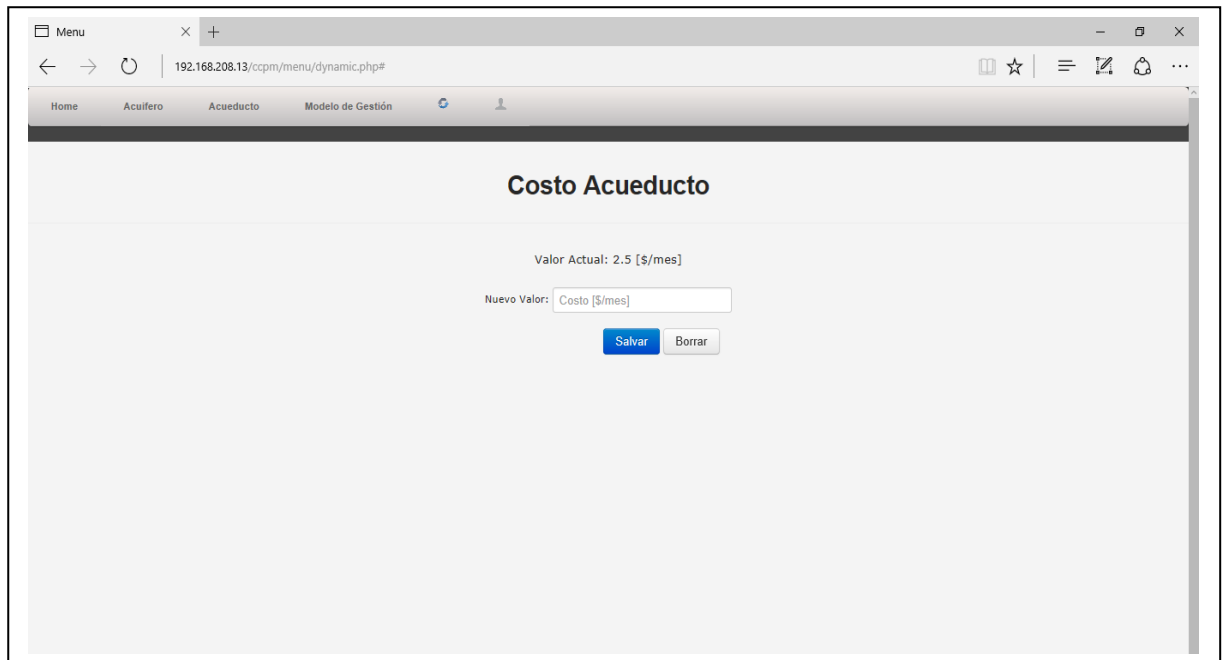 Menu
192.168.208.13/ccpm/menu/dynamic.php#
Home Acuifero Acueducto Modelo de Gestión
Costo Acueducto
Valor Actual: 2.5 [$/mes]
Nuevo Valor: Costo [$/mes]
Salvar Borrar